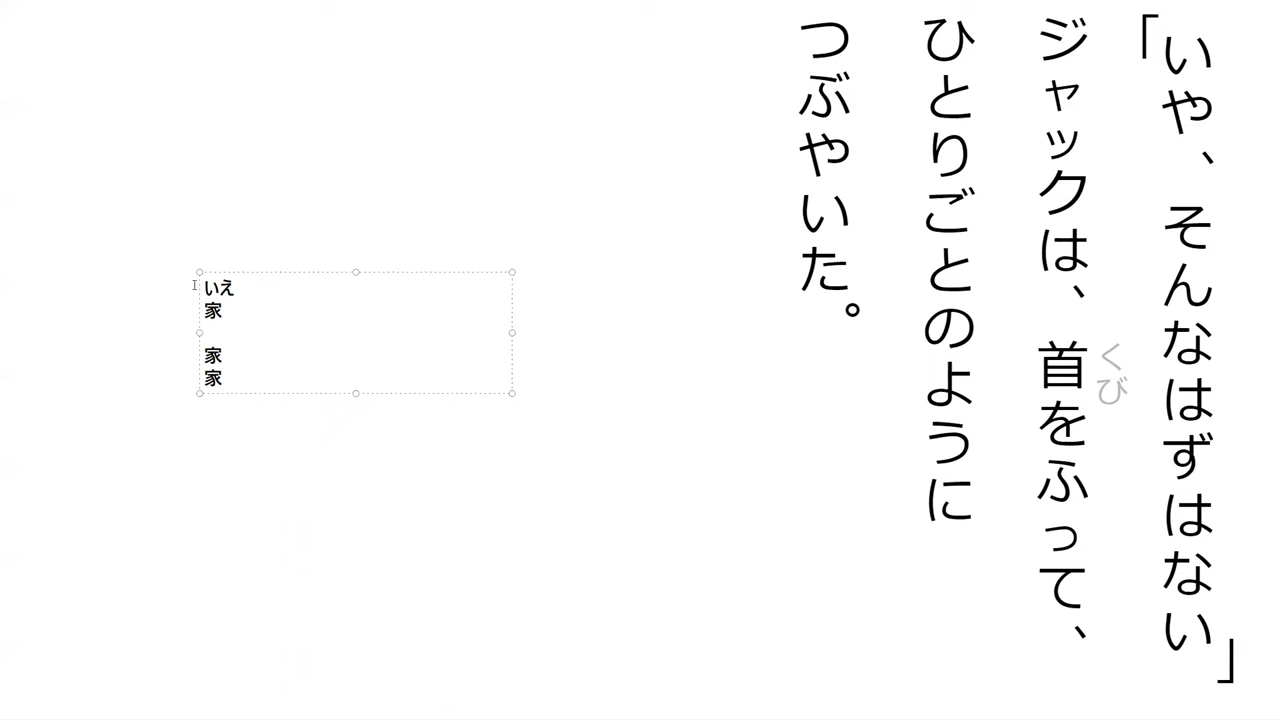 「いや、そんなはずはない」
ジャックは、首をふって、
くび
ひとりごとのように
つぶやいた。
いえ
家
家
家